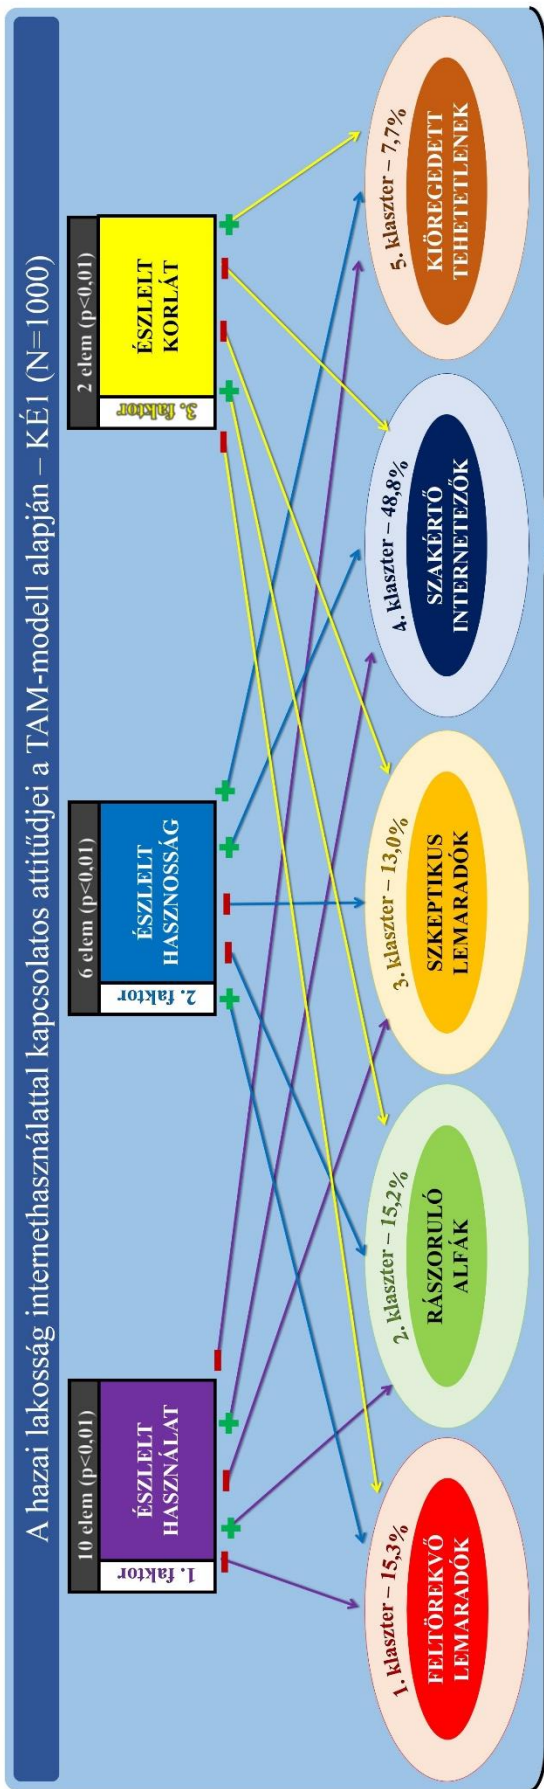 A hazai lakosság internethasználattal kapcsolatos attitűdjei a TAM-modell alapján – KÉ1 (N=1000)
10 elem (p<0,01)
1. faktor
ÉSZLELT
HASZNÁLAT
6 elem (p<0,01)
2. faktor
ÉSZLELT
HASZNOSSÁG
2 elem (p<0,01)
3. faktor
ÉSZLELT
KORLÁT
1. klaszter – 15,3%
FELTÖREKVŐ
LEMARADÓK
2. klaszter – 15,2%
RÁSZORULÓ
ALFÁK
3. klaszter – 13,0%
SZKEPTIKUS
LEMARADÓK
4. klaszter – 48,8%
SZAKÉRTŐ
INTERNETEZŐK
5. klaszter – 7,7%
KIÖREGEDETT
TEHETETLENEK